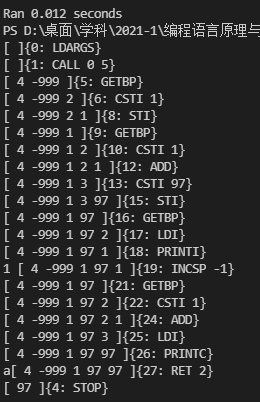 Ran 0.012 seconds
PS D:\桌面\学科\2021-1\编程语言原理与
[ ]{0: LDARGS}
[ ]{1: CALL 0 5}
[ 4 -999 ]{5: GETBP}
[ 4 -999 2 ]{6: CSTI 1}
[ 4 -999 2 1 ]{8: STI}
[ 4 -999 1 ]{9: GETBP}
[ 4 -999 1 2 ]{10: CSTI 1}
[ 4 -999 1 2 1 ]{12: ADD}
[ 4 -999 1 3 ]{13: CSTI 97}
[ 4 -999 1 3 97 ]{15: STI}
[ 4 -999 1 97 ]{16: GETBP}
[ 4 -999 1 97 2 ]{17: LDI}
[ 4 -999 1 97 1 ]{18: PRINTI}
1 [ 4 -999 1 97 1 ]{19: INCSP -1}
[ 4 -999 1 97 ]{21: GETBP}
[ 4 -999 1 97 2 ]{22: CSTI 1}
[ 4 -999 1 97 2 1 ]{24: ADD}
[ 4 -999 1 97 3 ]{25: LDI}
[ 4 -999 1 97 97 ]{26: PRINTC}
a[ 4 -999 1 97 97 ]{27: RET 2}
[ 97 ]{4: STOP}